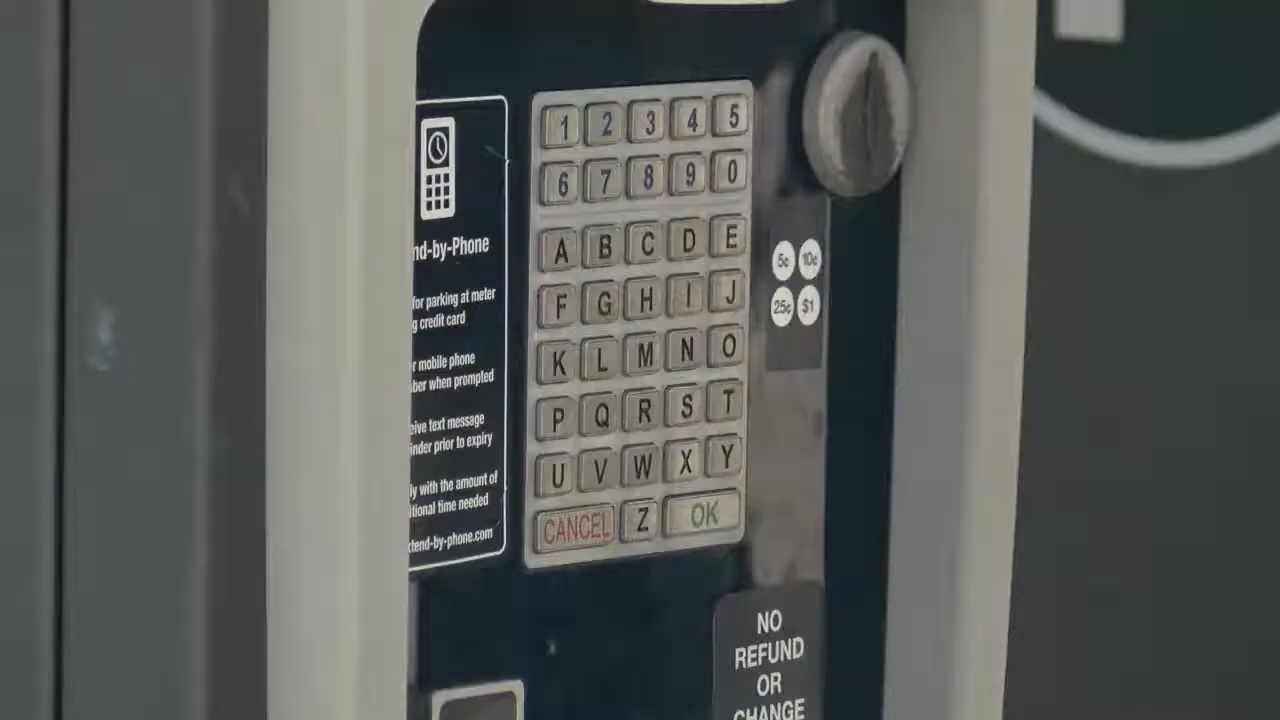 nd-by-Phone
for parking at meter
g credit card
r mobile phone
ber when prompted
eive text message
inder prior to expiry
ly with the amount of
itional time needed
xtend-by-phone.com
1 2 3 4 5
6 7 8 9 0
A B C D E
F G H I J
K L M N O
P Q R S T
U V W X Y
CANCEL Z OK
5¢ 10¢
25¢ $1
NO
REFUND
OR
CHANGE